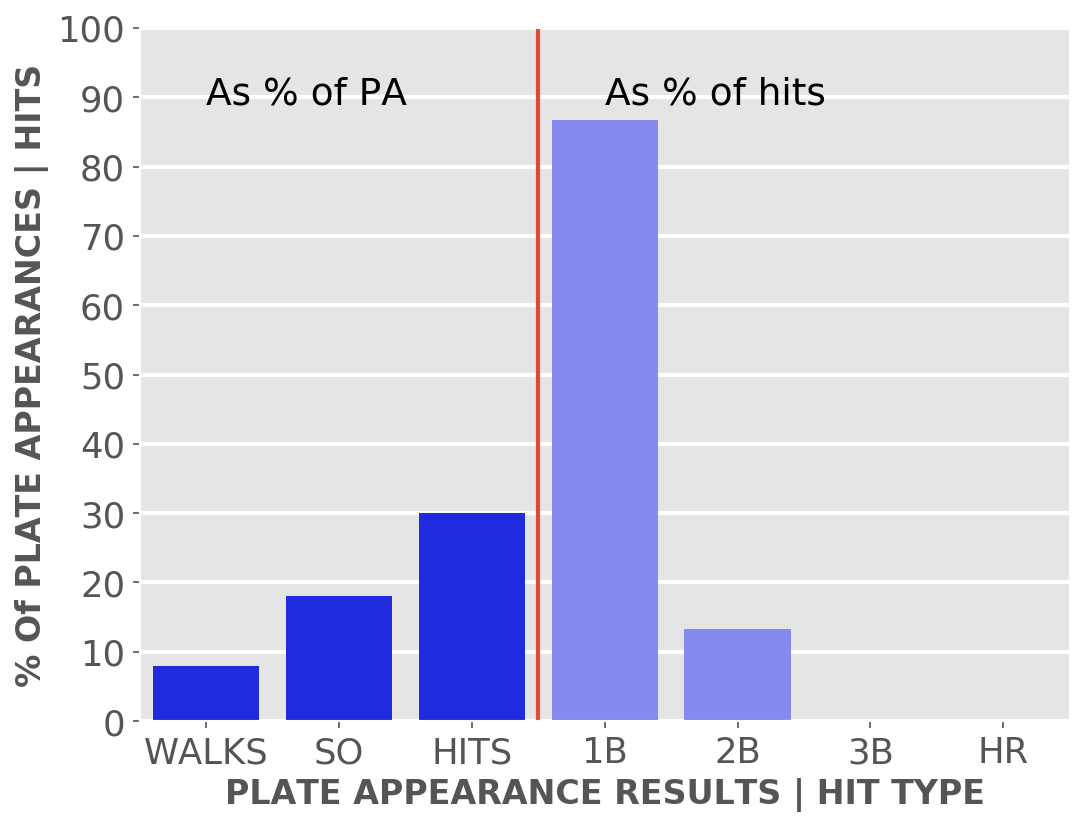 % Of PLATE APPEARANCES | HITS
100
90
80
70
60
50
40
30
20
10
0
As % of PA
As % of hits
WALKS SO HITS 1B 2B 3B HR
PLATE APPEARANCE RESULTS | HIT TYPE